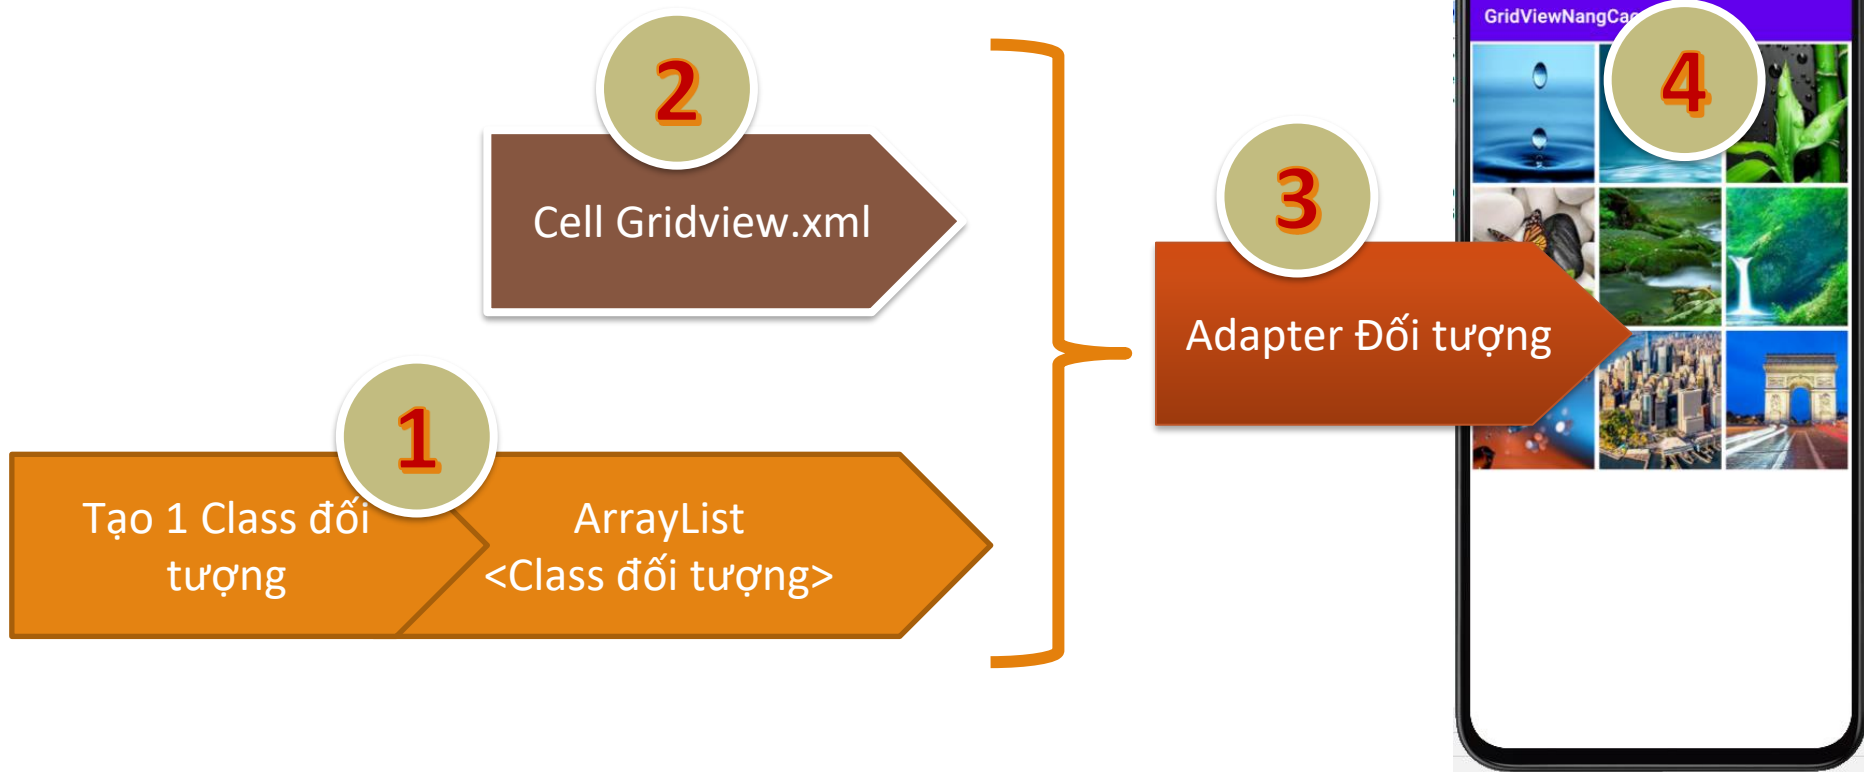 1
Tạo 1 Class đối
tượng
ArrayList
<Class đối tượng>
2
Cell Gridview.xml
3
Adapter Đối tượng
4